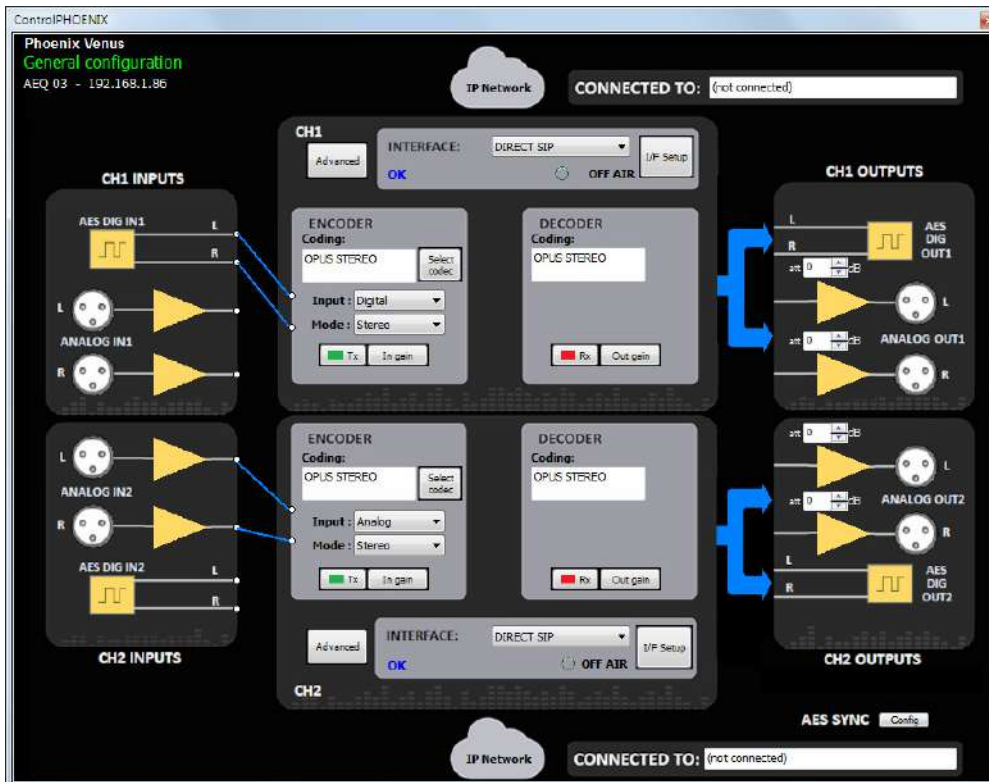 ControlPHOENIX
Phoenix Venus
General configuration
AEQ 03 - 192.168.1.86
IP Network
CONNECTED TO: (not connected)
CH1
Advanced
INTERFACE: DIRECT SIP
I/F Setup
OK
OFF AIR
CH1 INPUTS
AES DIG IN1
L
R
L
ANALOG IN1
R
ENCODER
Coding:
OPUS STEREO
Select codec
Input : Digital
Mode : Stereo
Tx
In gain
DECODER
Coding:
OPUS STEREO
Rx
Out gain
CH1 OUTPUTS
L
R
AES
DIG
OUT1
att 0 dB
L
att 0 dB
ANALOG OUT1
R
L
ANALOG IN2
R
AES DIG IN2
L
R
CH2 INPUTS
ENCODER
Coding:
OPUS STEREO
Select codec
Input : Analog
Mode : Stereo
Tx
In gain
DECODER
Coding:
OPUS STEREO
Rx
Out gain
att 0 dB
L
att 0 dB
ANALOG OUT2
R
L
R
AES
DIG
OUT2
CH2 OUTPUTS
Advanced
INTERFACE: DIRECT SIP
I/F Setup
OK
OFF AIR
CH2
AES SYNC Config
IP Network
CONNECTED TO: (not connected)